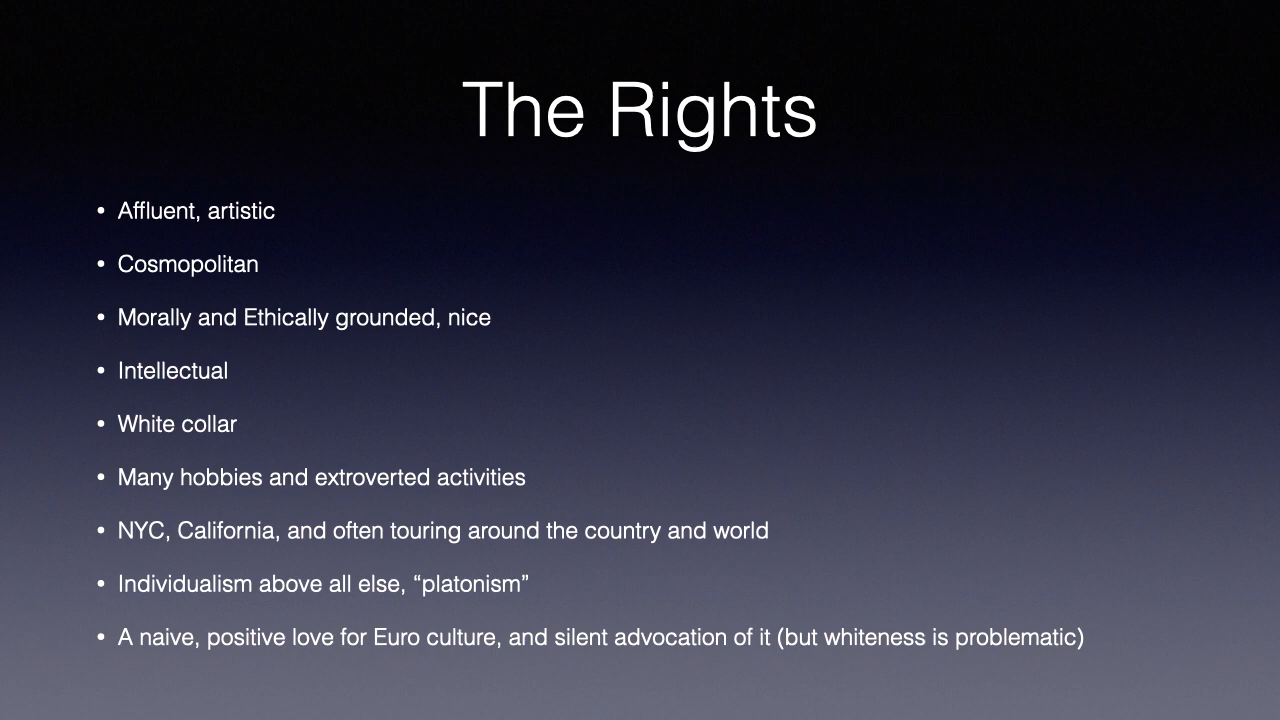 The Rights
• Affluent, artistic
• Cosmopolitan
• Morally and Ethically grounded, nice
• Intellectual
• White collar
• Many hobbies and extroverted activities
• NYC, California, and often touring around the country and world
• Individualism above all else, “platonism”
• A naive, positive love for Euro culture, and silent advocation of it (but whiteness is problematic)